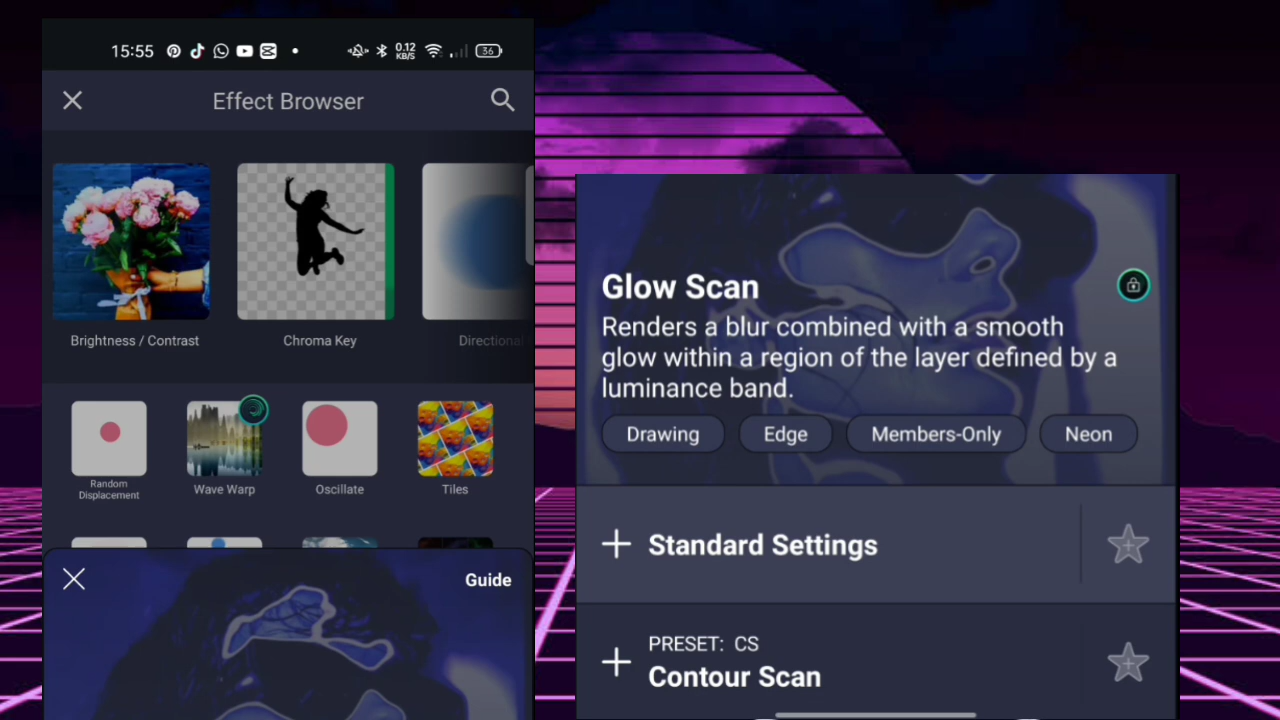 15:55
0.12
KB/S
36
Effect Browser
Brightness / Contrast
Chroma Key
Directional
Random
Displacement
Wave Warp
Oscillate
Tiles
Guide
Glow Scan
Renders a blur combined with a smooth
glow within a region of the layer defined by a
luminance band.
Drawing
Edge
Members-Only
Neon
Standard Settings
PRESET: CS
Contour Scan